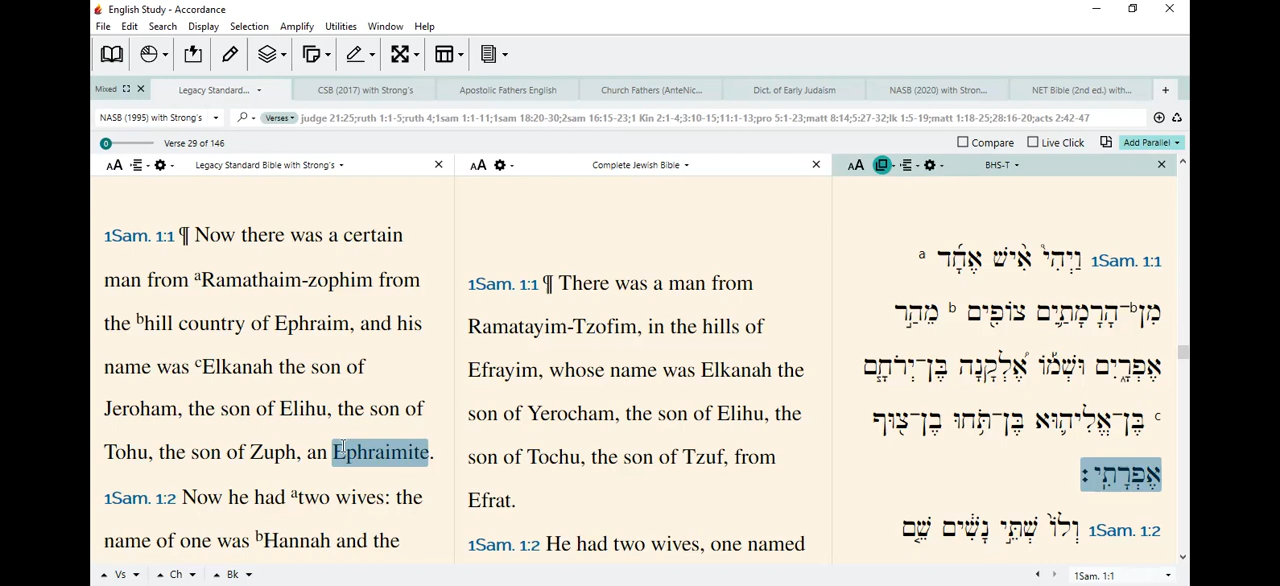 English Study - Accordance
File Edit Search Display Selection Amplify Utilities Window Help
Mixed Legacy Standard... CSB (2017) with Strong's Apostolic Fathers English Church Fathers (AnteNic... Dict. of Early Judaism NASB (2020) with Stron... NET Bible (2nd ed.) with... +
NASB (1995) with Strong's Verses judge 21:25;ruth 1:1-5;ruth 4;1sam 1:1-11;1sam 18:20-30;2sam 16:15-23;1 Kin 2:1-4;3:10-15;11:1-13;pro 5:1-23;matt 8:14;5:27-32;lk 1:5-19;matt 1:18-25;28:16-20;acts 2:42-47
0 Verse 29 of 146 Compare Live Click Add Parallel
AA Legacy Standard Bible with Strong's
1Sam. 1:1 ¶ Now there was a certain
man from aRamathaim-zophim from
the bhill country of Ephraim, and his
name was cElkanah the son of
Jeroham, the son of Elihu, the son of
Tohu, the son of Zuph, an Ephraimite.
1Sam. 1:2 Now he had atwo wives: the
name of one was bHannah and the
AA Complete Jewish Bible
1Sam. 1:1 ¶ There was a man from
Ramatayim-Tzofim, in the hills of
Efrayim, whose name was Elkanah the
son of Yerocham, the son of Elihu, the
son of Tochu, the son of Tzuf, from
Efrat.
1Sam. 1:2 He had two wives, one named
AA BHS-T
1Sam. 1:1 וַיְהִי֩ אִ֨ישׁ אֶחָ֜ד a
מִן־b הָרָמָתַ֛יִם צוֹפִ֖ים b מֵהַ֣ר
אֶפְרָ֑יִם וּשְׁמ֡וֹ אֶ֠לְקָנָה בֶּן־יְרֹחָ֧ם
c בֶּן־אֱלִיה֛וּא בֶּן־תֹּ֥חוּ בֶן־צ֖וּף
אֶפְרָתִֽי׃
1Sam. 1:2 וְלוֹ֙ שְׁתֵּ֣י נָשִׁ֔ים שֵׁ֤ם
Vs Ch Bk 1Sam. 1:1